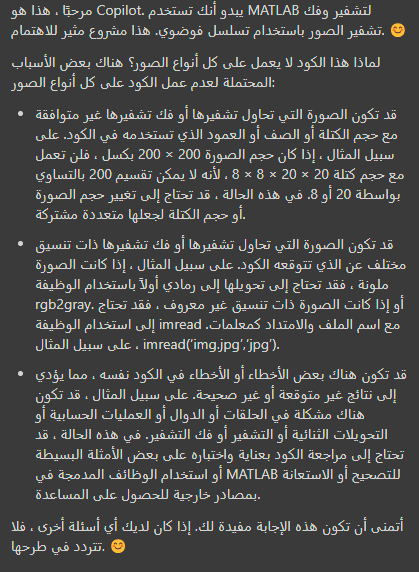 مرحبًا ، هذا هو Copilot. يبدو أنك تستخدم MATLAB لتشفير وفك
تشفير الصور باستخدام تسلسل فوضوي. هذا مشروع مثير للاهتمام. 😊
لماذا هذا الكود لا يعمل على كل أنواع الصور؟ هناك بعض الأسباب
المحتملة لعدم عمل الكود على كل أنواع الصور:
• قد تكون الصورة التي تحاول تشفيرها أو فك تشفيرها غير متوافقة
مع حجم الكتلة أو الصف أو العمود الذي تستخدمه في الكود. على
سبيل المثال ، إذا كان حجم الصورة 200 × 200 بكسل ، فلن تعمل
مع حجم كتلة 20 × 20 × 8 × 8 ، لأنه لا يمكن تقسيم 200 بالتساوي
بواسطة 20 أو 8. في هذه الحالة ، قد تحتاج إلى تغيير حجم الصورة
أو حجم الكتلة لجعلها متعددة مشتركة.
• قد تكون الصورة التي تحاول تشفيرها أو فك تشفيرها ذات تنسيق
مختلف عن الذي تتوقعه الكود. على سبيل المثال ، إذا كانت الصورة
ملونة ، فقد تحتاج إلى تحويلها إلى رمادي أولاً باستخدام الوظيفة
rgb2gray. أو إذا كانت الصورة ذات تنسيق غير معروف ، فقد تحتاج
إلى استخدام الوظيفة imread مع اسم الملف والامتداد كمعلمات.
على سبيل المثال ، imread('img.jpg','jpg').
• قد تكون هناك بعض الأخطاء أو الأخطاء في الكود نفسه ، مما يؤدي
إلى نتائج غير متوقعة أو غير صحيحة. على سبيل المثال ، قد تكون
هناك مشكلة في الحلقات أو الدوال أو العمليات الحسابية أو
التحويلات الثنائية أو التشفير أو فك التشفير. في هذه الحالة ، قد
تحتاج إلى مراجعة الكود بعناية واختباره على بعض الأمثلة البسيطة
أو استخدام الوظائف المدمجة في MATLAB للتصحيح أو الاستعانة
بمصادر خارجية للحصول على المساعدة.
أتمنى أن تكون هذه الإجابة مفيدة لك. إذا كان لديك أي أسئلة أخرى ، فلا
تتردد في طرحها. 😊